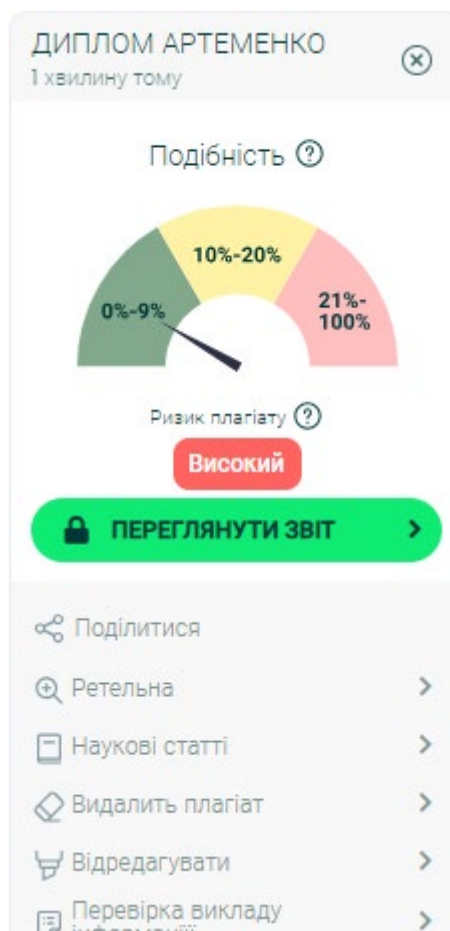 ДИПЛОМ АРТЕМЕНКО
1 хвилину тому
Подібність ?
10%-20%
0%-9%
21%-
100%
Ризик плагіату ?
Високий
ПЕРЕГЛЯНУТИ ЗВІТ
Поділитися
Ретельна
Наукові статті
Видалить плагіат
Відредагувати
Перевірка викладу